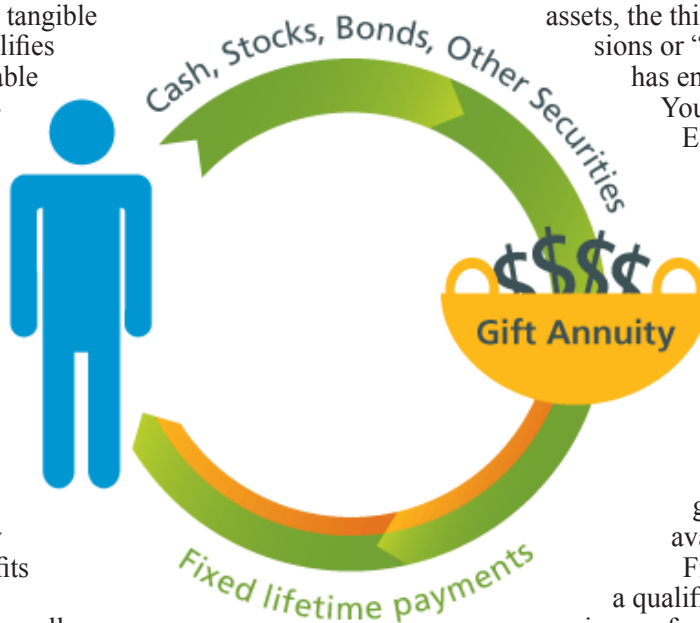 tangible
lifies
able
Cash, Stocks, Bonds, Other Securities
assets, the thi
sions or “
has en
You
E
$$$$
Gift Annuity
Fixed lifetime payments
fits
g
ava
F
a qualifi